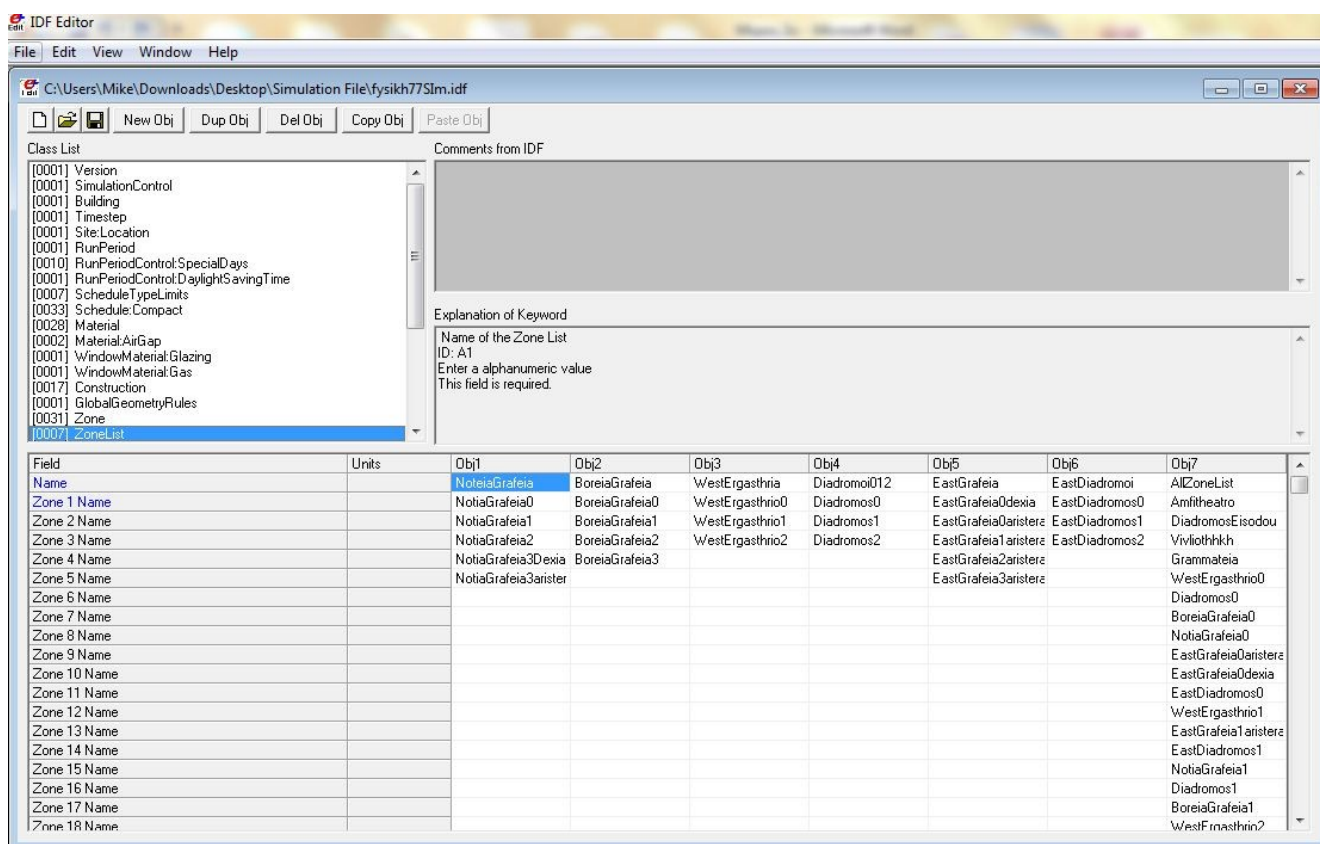 IDF Editor
File Edit View Window Help
C:\Users\Mike\Downloads\Desktop\Simulation File\fysikh77SIm.idf
New Obj Dup Obj Del Obj Copy Obj Paste Obj
Class List
[0001] Version
[0001] SimulationControl
[0001] Building
[0001] Timestep
[0001] Site:Location
[0001] RunPeriod
[0010] RunPeriodControl:SpecialDays
[0001] RunPeriodControl:DaylightSavingTime
[0007] ScheduleTypeLimits
[0033] Schedule:Compact
[0028] Material
[0002] Material:AirGap
[0001] WindowMaterial:Glazing
[0001] WindowMaterial:Gas
[0017] Construction
[0001] GlobalGeometryRules
[0031] Zone
[0007] ZoneList
Comments from IDF
Explanation of Keyword
Name of the Zone List
ID: A1
Enter a alphanumeric value
This field is required.
Field Units Obj1 Obj2 Obj3 Obj4 Obj5 Obj6 Obj7
Name NoteiaGrafeia BoreiaGrafeia WestErgasthria Diadromoi012 EastGrafeia EastDiadromoi AllZoneList
Zone 1 Name NotiaGrafeia0 BoreiaGrafeia0 WestErgasthrio0 Diadromos0 EastGrafeia0dexia EastDiadromos0 Amfitheatro
Zone 2 Name NotiaGrafeia1 BoreiaGrafeia1 WestErgasthrio1 Diadromos1 EastGrafeia0aristera EastDiadromos1 DiadromosEisodou
Zone 3 Name NotiaGrafeia2 BoreiaGrafeia2 WestErgasthrio2 Diadromos2 EastGrafeia1aristera EastDiadromos2 Vivliothhkh
Zone 4 Name NotiaGrafeia3Dexia BoreiaGrafeia3 EastGrafeia2aristera Grammateia
Zone 5 Name NotiaGrafeia3arister EastGrafeia3aristera WestErgasthrio0
Zone 6 Name Diadromos0
Zone 7 Name BoreiaGrafeia0
Zone 8 Name NotiaGrafeia0
Zone 9 Name EastGrafeia0aristera
Zone 10 Name EastGrafeia0dexia
Zone 11 Name EastDiadromos0
Zone 12 Name WestErgasthrio1
Zone 13 Name EastGrafeia1aristera
Zone 14 Name EastDiadromos1
Zone 15 Name NotiaGrafeia1
Zone 16 Name Diadromos1
Zone 17 Name BoreiaGrafeia1
Zone 18 Name WestErgasthrio2